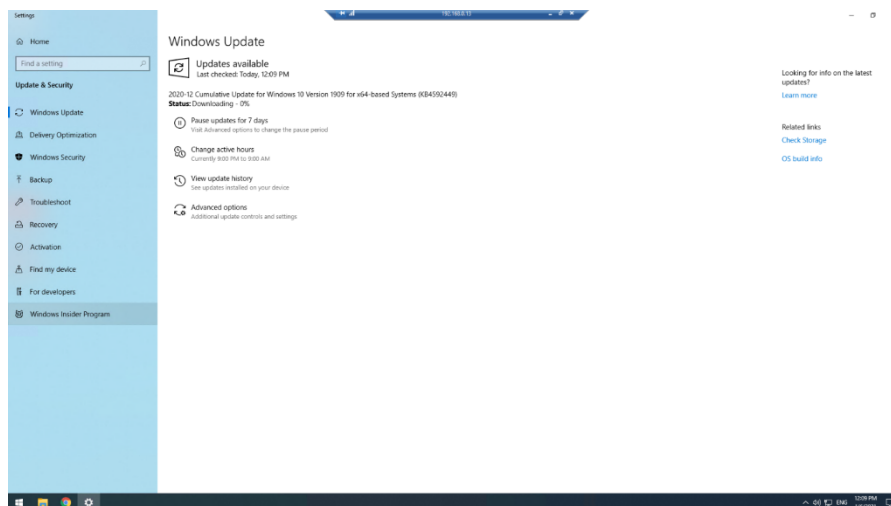 Settings
192.168.0.13
Home
Find a setting
Update & Security
Windows Update
Delivery Optimization
Windows Security
Backup
Troubleshoot
Recovery
Activation
Find my device
For developers
Windows Insider Program
Windows Update
Updates available
Last checked: Today, 12:09 PM
2020-12 Cumulative Update for Windows 10 Version 1909 for x64-based Systems (KB4592449)
Status: Downloading - 0%
Pause updates for 7 days
Visit Advanced options to change the pause period
Change active hours
Currently 9:00 PM to 9:00 AM
View update history
See updates installed on your device
Advanced options
Additional update controls and settings
Looking for info on the latest
updates?
Learn more
Related links
Check Storage
OS build info
ENG
12:09 PM